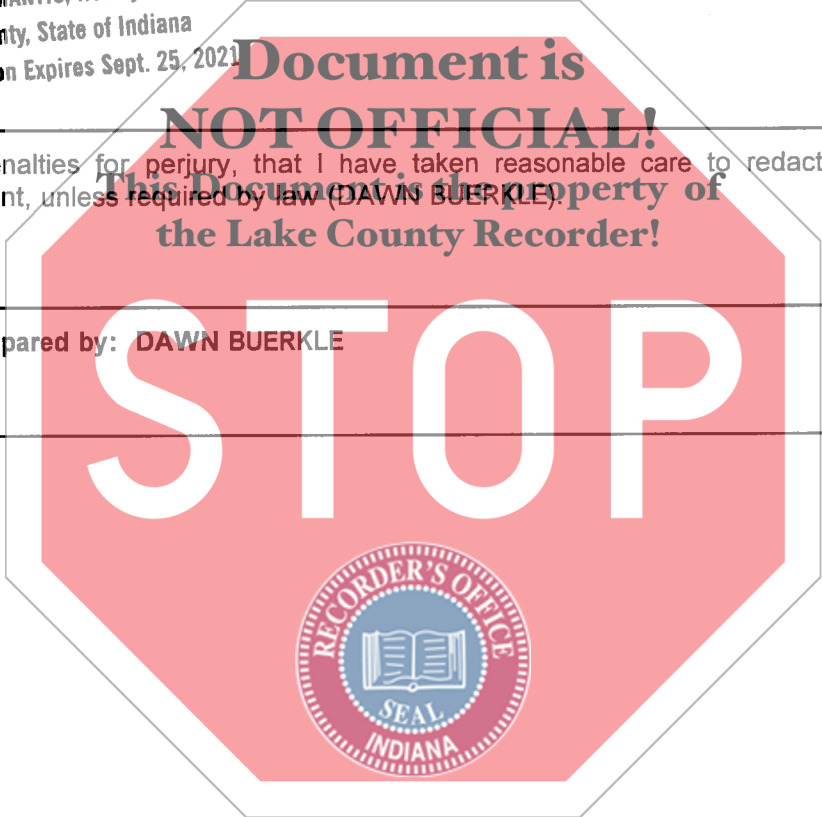 nty, State of Indiana
n Expires Sept. 25, 2021
Document is
NOT OFFICIAL!
nalties for perjury, that I have taken reasonable care to redact
This Document is the property of
nt, unless required by law (DAWN BUERKLE).
the Lake County Recorder!
pared by: DAWN BUERKLE
STOP
RECORDER'S OFFICE
SEAL
INDIANA